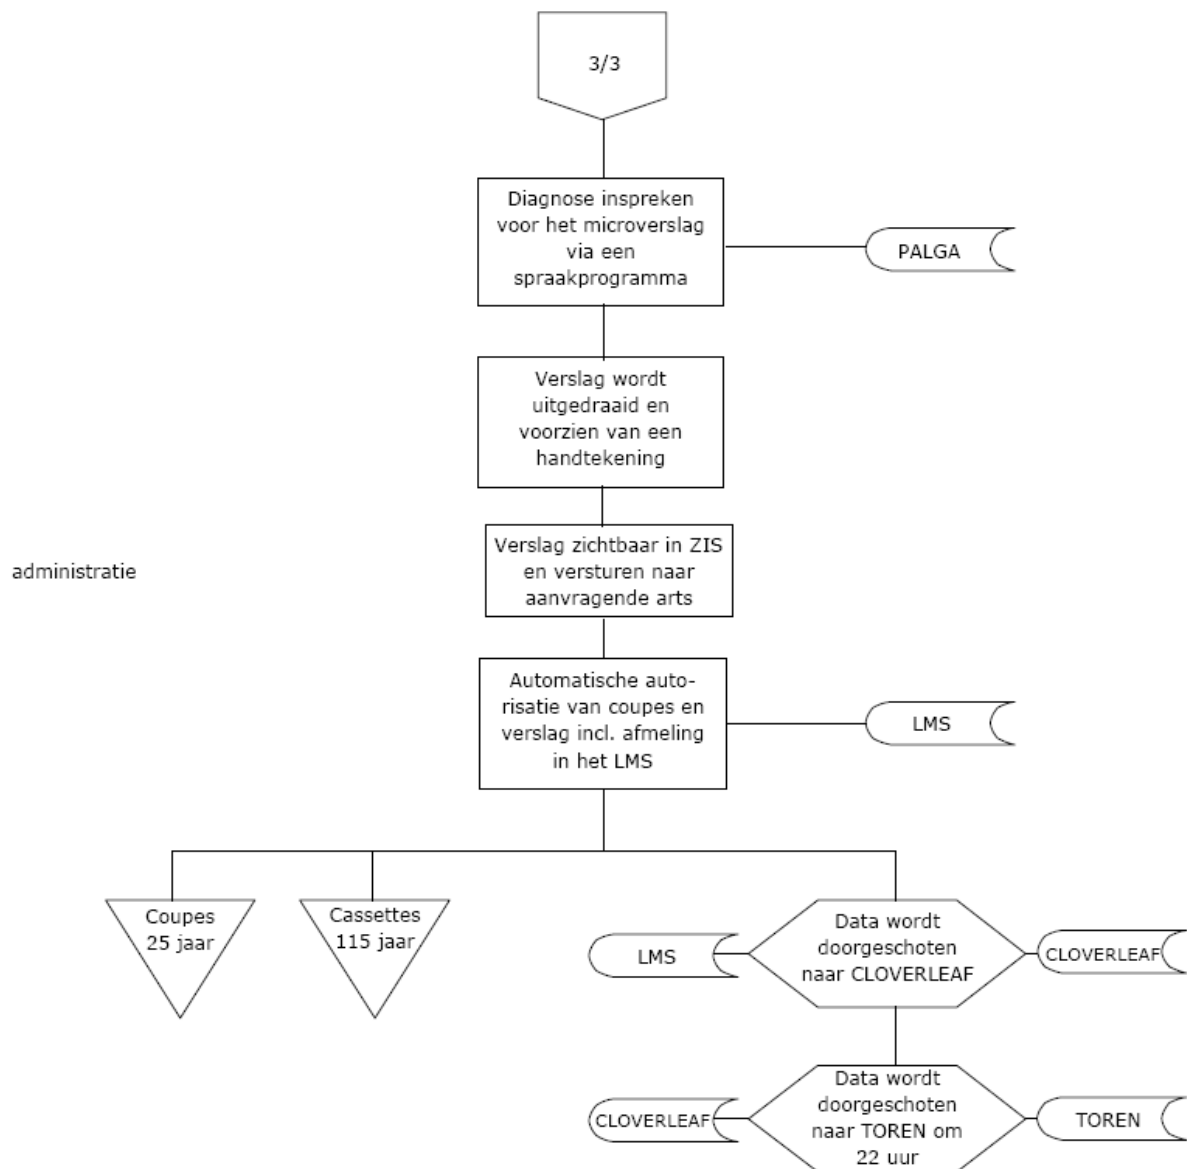 3/3
Diagnose inspreken
voor het microverslag
via een
spraakprogramma
PALGA
Verslag wordt
uitgedraaid en
voorzien van een
handtekening
administratie
Verslag zichtbaar in ZIS
en versturen naar
aanvragende arts
Automatische auto-
risatie van coupes en
verslag incl. afmeling
in het LMS
LMS
Coupes
25 jaar
Cassettes
115 jaar
LMS
Data wordt
doorgeschoten
naar CLOVERLEAF
CLOVERLEAF
CLOVERLEAF
Data wordt
doorgeschoten
naar TOREN om
22 uur
TOREN